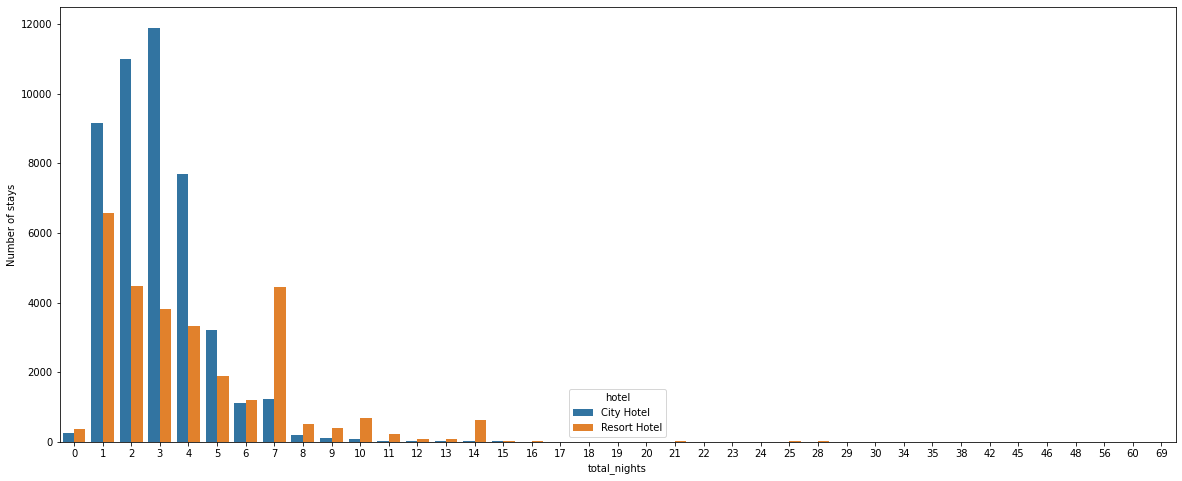 12000
10000
8000
6000
4000
2000
0
Number of stays
hotel
City Hotel
Resort Hotel
0 1 2 3 4 5 6 7 8 9 10 11 12 13 14 15 16 17 18 19 20 21 22 23 24 25 28 29 30 34 35 38 42 45 46 48 56 60 69
total_nights